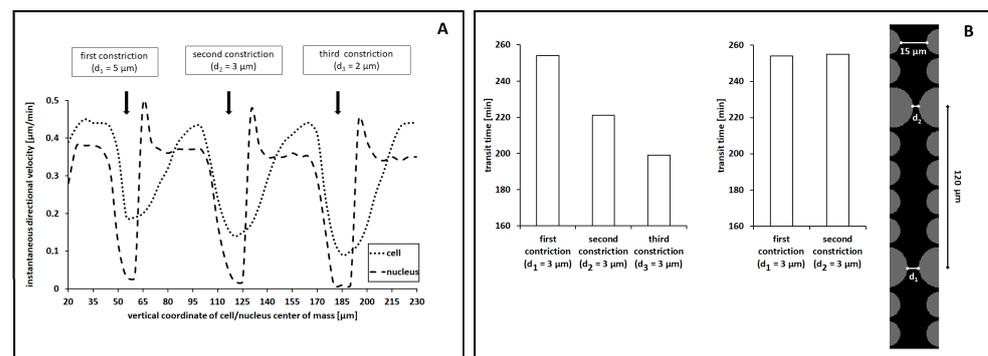 A
first constriction
(d1 = 5 µm)
second constriction
(d2 = 3 µm)
third constriction
(d3 = 2 µm)
instantaneous directional velocity [µm/min]
0,5
0,4
0,3
0,2
0,1
0
20 35 50 65 80 95 110 125 140 155 170 185 200 215 230
vertical coordinate of cell/nucleus center of mass [µm]
cell
nucleus
B
transit time [min]
260
240
220
200
180
160
first
contriction
(d1 = 3 µm)
second
constriction
(d2 = 3 µm)
third
constriction
(d3 = 3 µm)
transit time [min]
260
240
220
200
180
160
first
contriction
(d1 = 3 µm)
second
constriction
(d2 = 3 µm)
15 µm
d2
120 µm
d1